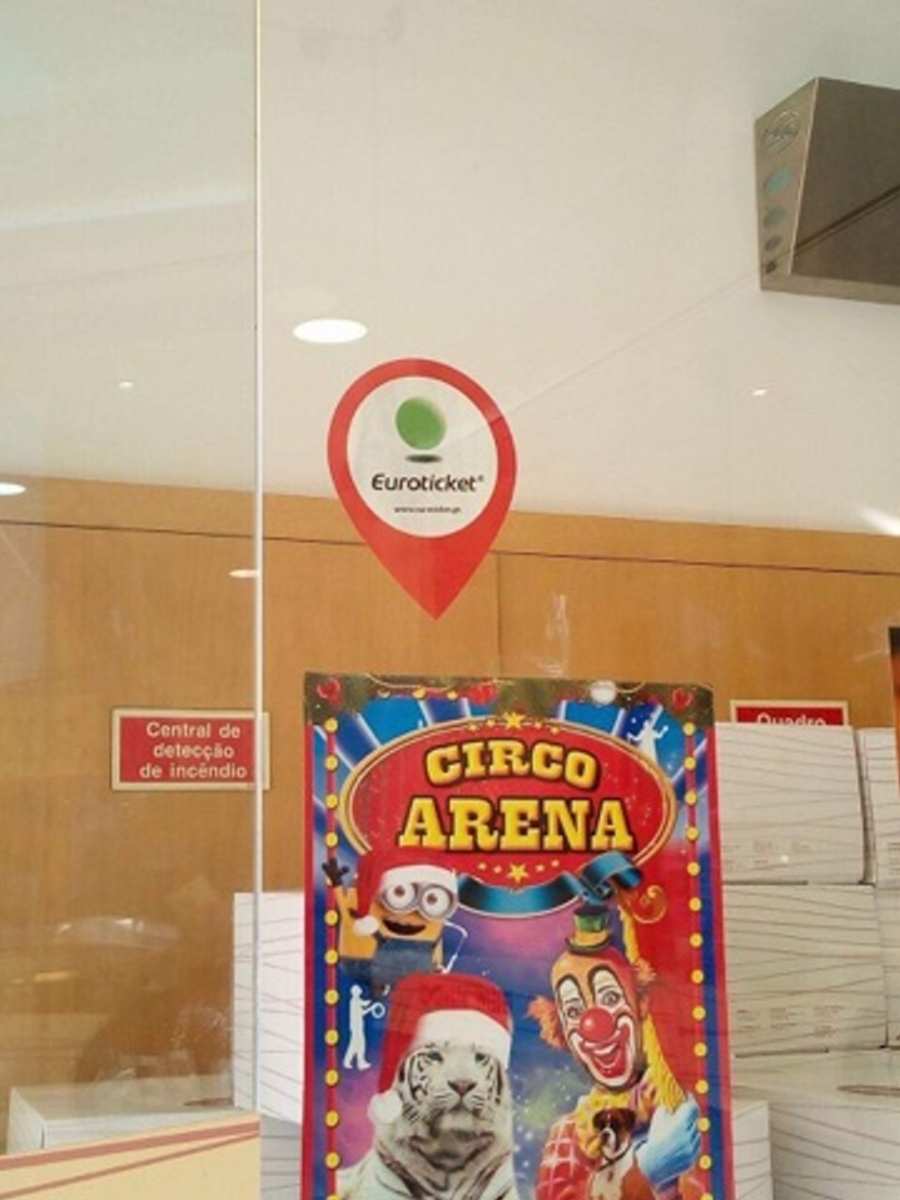 Euroticket®
Central de
detecção
de incêndio
Quadro
CIRCO
ARENA